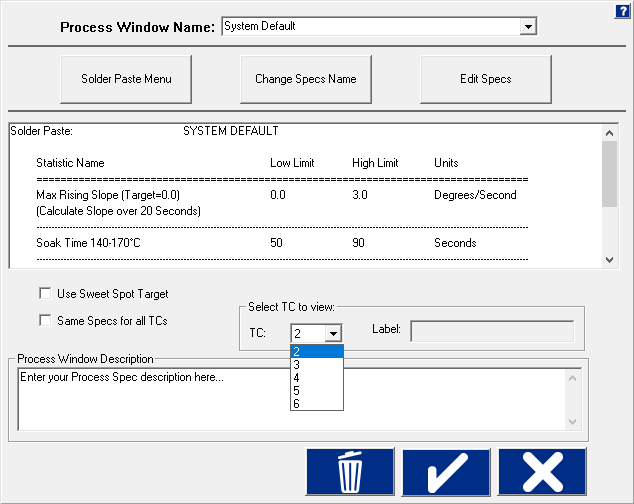 ?
Process Window Name: System Default
Solder Paste Menu Change Specs Name Edit Specs
Solder Paste: SYSTEM DEFAULT
Statistic Name Low Limit High Limit Units
Max Rising Slope (Target=0.0) 0.0 3.0 Degrees/Second
(Calculate Slope over 20 Seconds)
Soak Time 140-170°C 50 90 Seconds
Use Sweet Spot Target
Same Specs for all TCs
Select TC to view:
TC: 2 Label:
2
3
4
5
6
Process Window Description
Enter your Process Spec description here...